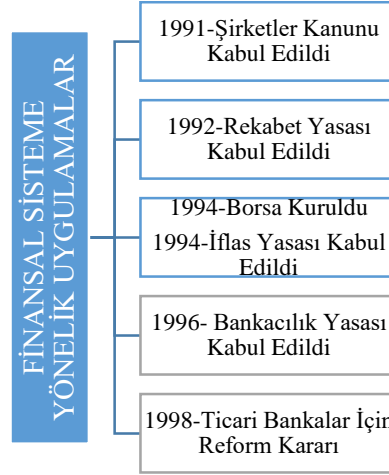 FİNANSAL SİSTEME
YÖNELİK UYGULAMALAR
1991-Şirketler Kanunu
Kabul Edildi
1992-Rekabet Yasası
Kabul Edildi
1994-Borsa Kuruldu
1994-İflas Yasası Kabul
Edildi
1996- Bankacılık Yasası
Kabul Edildi
1998-Ticari Bankalar İçin
Reform Kararı